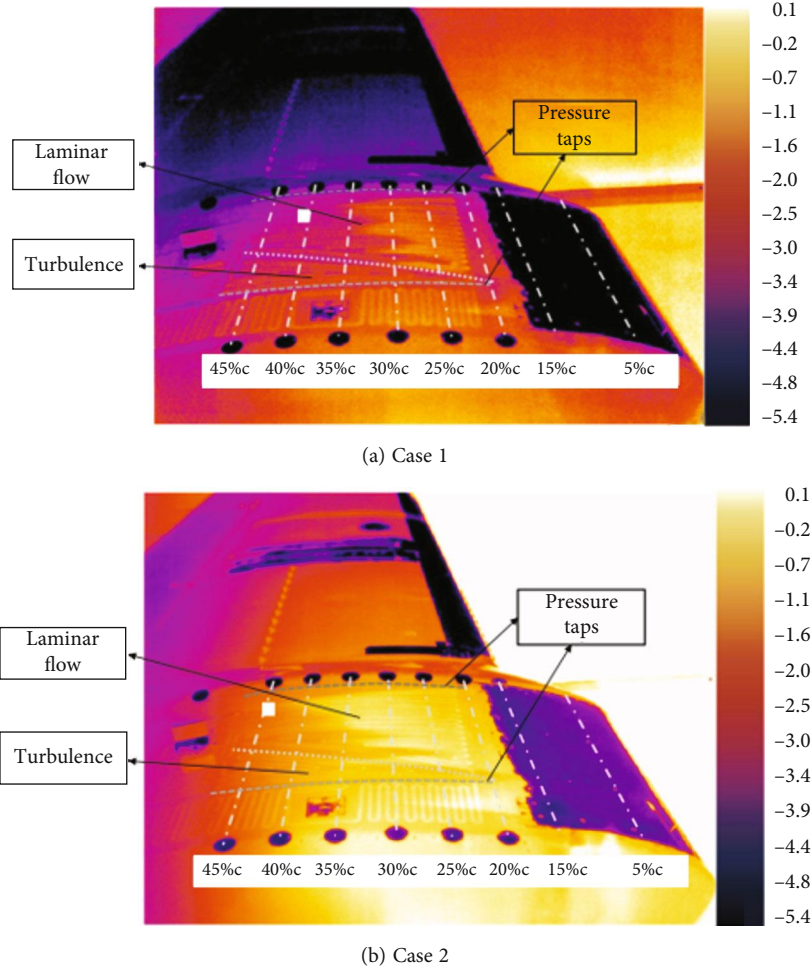 0.1
–0.2
–0.7
–1.1
–1.6
–2.0
–2.5
–3.0
–3.4
–3.9
–4.8
–5.4
Pressure
taps
Laminar
flow
Turbulence
45%c 40%c 35%c 30%c 25%c 20%c 15%c 5%c
(a) Case 1
0.1
–0.2
–0.7
–1.1
–1.6
–2.0
–2.5
–3.0
–3.4
–3.9
–4.4
–4.8
–5.4
Pressure
taps
Laminar
flow
Turbulence
45%c 40%c 35%c 30%c 25%c 20%c 15%c 5%c
(b) Case 2